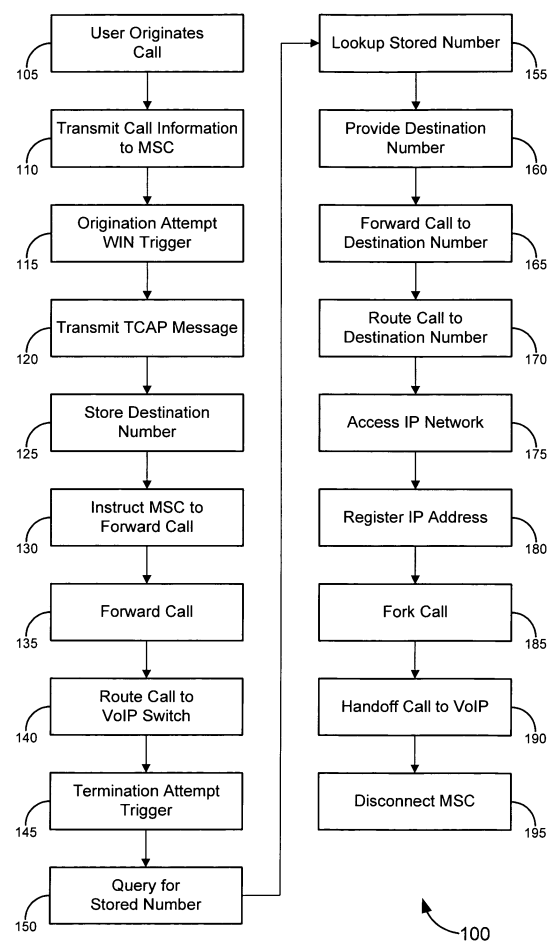 User Originates
Call
105
Transmit Call Information
to MSC
110
Origination Attempt
WIN Trigger
115
Transmit TCAP Message
120
Store Destination
Number
125
Instruct MSC to
Forward Call
130
Forward Call
135
Route Call to
VoIP Switch
140
Termination Attempt
Trigger
145
Query for
Stored Number
150
Lookup Stored Number
155
Provide Destination
Number
160
Forward Call to
Destination Number
165
Route Call to
Destination Number
170
Access IP Network
175
Register IP Address
180
Fork Call
185
Handoff Call to VoIP
190
Disconnect MSC
195
100